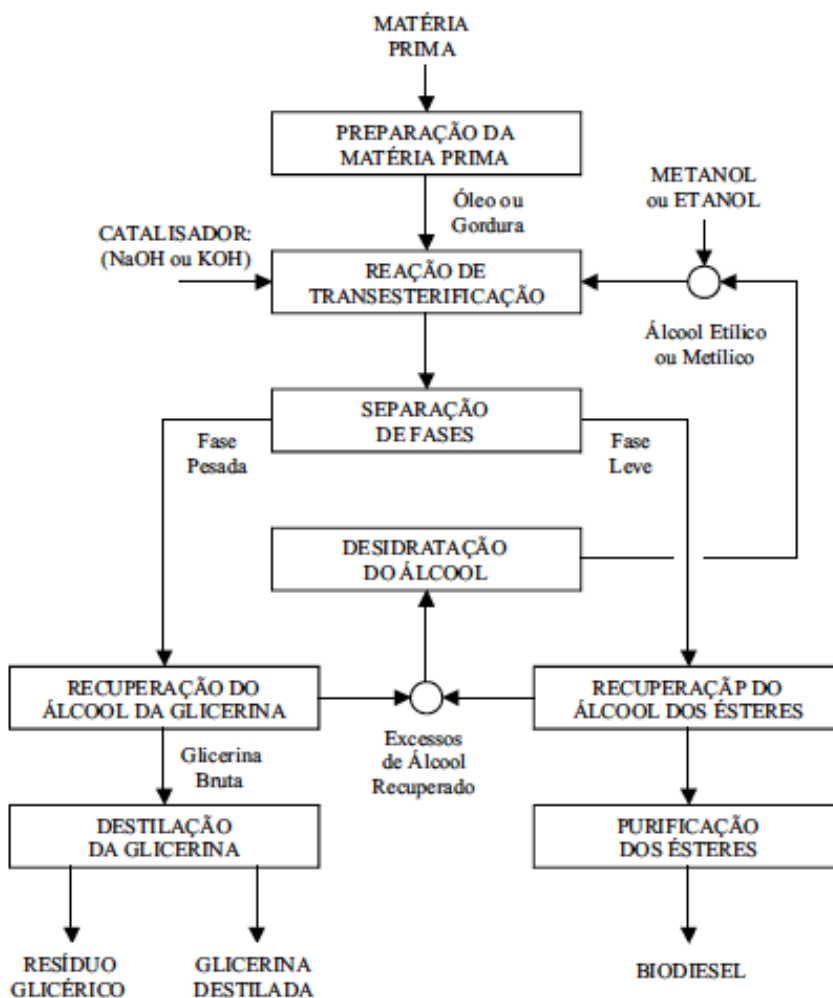 MATÉRIA
PRIMA
PREPARAÇÃO DA
MATÉRIA PRIMA
METANOL
ou ETANOL
Óleo ou
Gordura
CATALISADOR:
(NaOH ou KOH)
REAÇÃO DE
TRANSESTERIFICAÇÃO
Álcool Etílico
ou Metílico
SEPARAÇÃO
DE FASES
Fase
Pesada
Fase
Leve
DESIDRATAÇÃO
DO ÁLCOOL
RECUPERAÇÃO DO
ÁLCOOL DA GLICERINA
RECUPERAÇÃP DO
ÁLCOOL DOS ÉSTERES
Excessos
de Álcool
Recuperado
Glicerina
Bruta
DESTILAÇÃO
DA GLICERINA
PURIFICAÇÃO
DOS ÉSTERES
RESÍDUO
GLICÉRICO
GLICERINA
DESTILADA
BIODIESEL